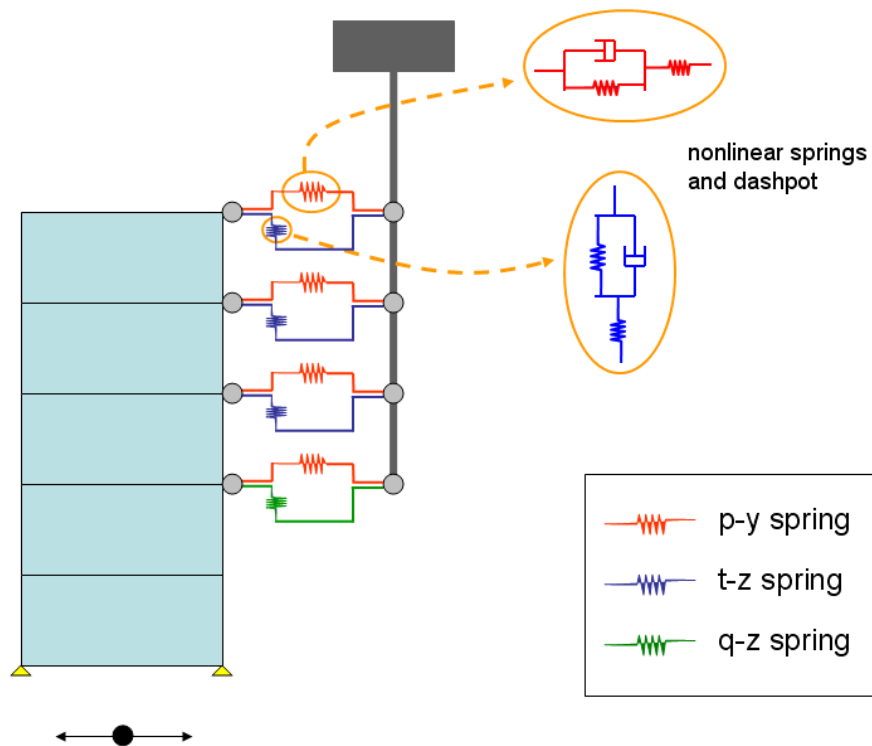 nonlinear springs
and dashpot
p-y spring
t-z spring
q-z spring